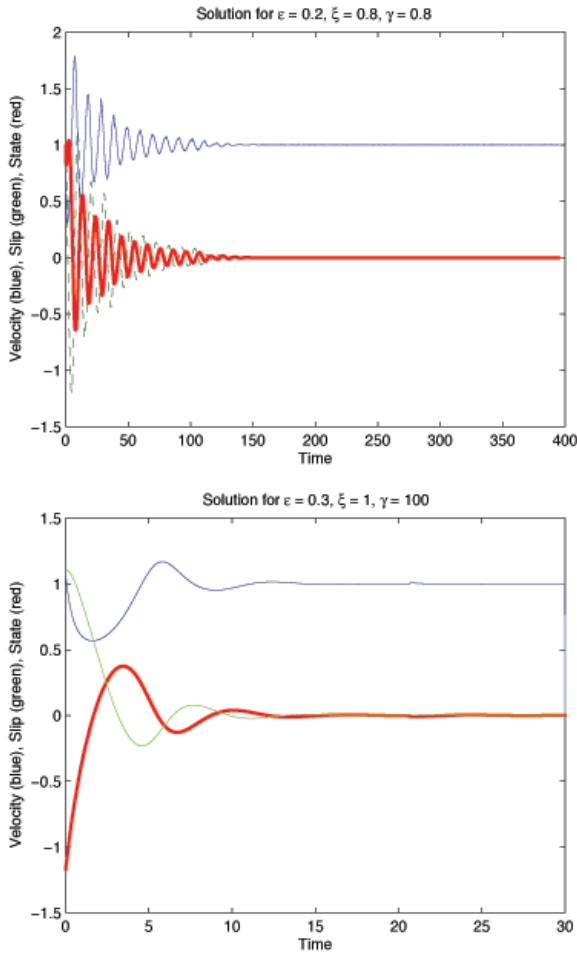 Solution for ε = 0.2, ξ = 0.8, γ = 0.8
Velocity (blue), Slip (green), State (red)
2
1.5
1
0.5
0
−0.5
−1
−1.5
0 50 100 150 200 250 300 350 400
Time
Solution for ε = 0.3, ξ = 1, γ = 100
Velocity (blue), Slip (green), State (red)
1.5
1
0.5
0
−0.5
−1
−1.5
0 5 10 15 20 25 30
Time